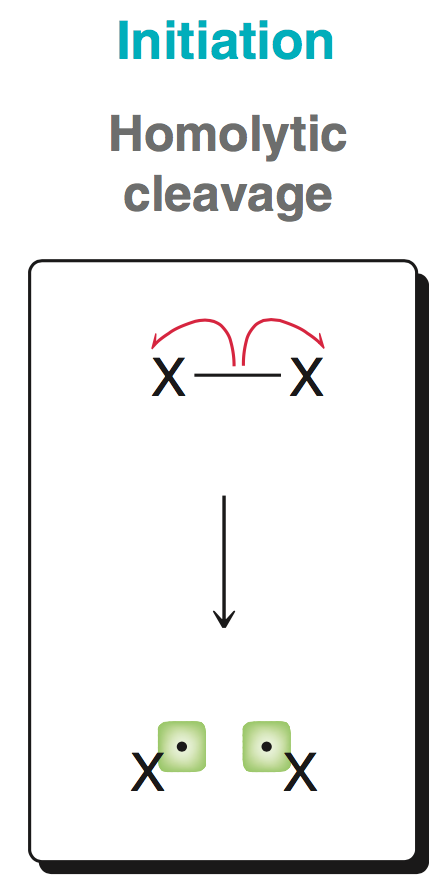 Initiation
Homolytic
cleavage
X — X
X• •X